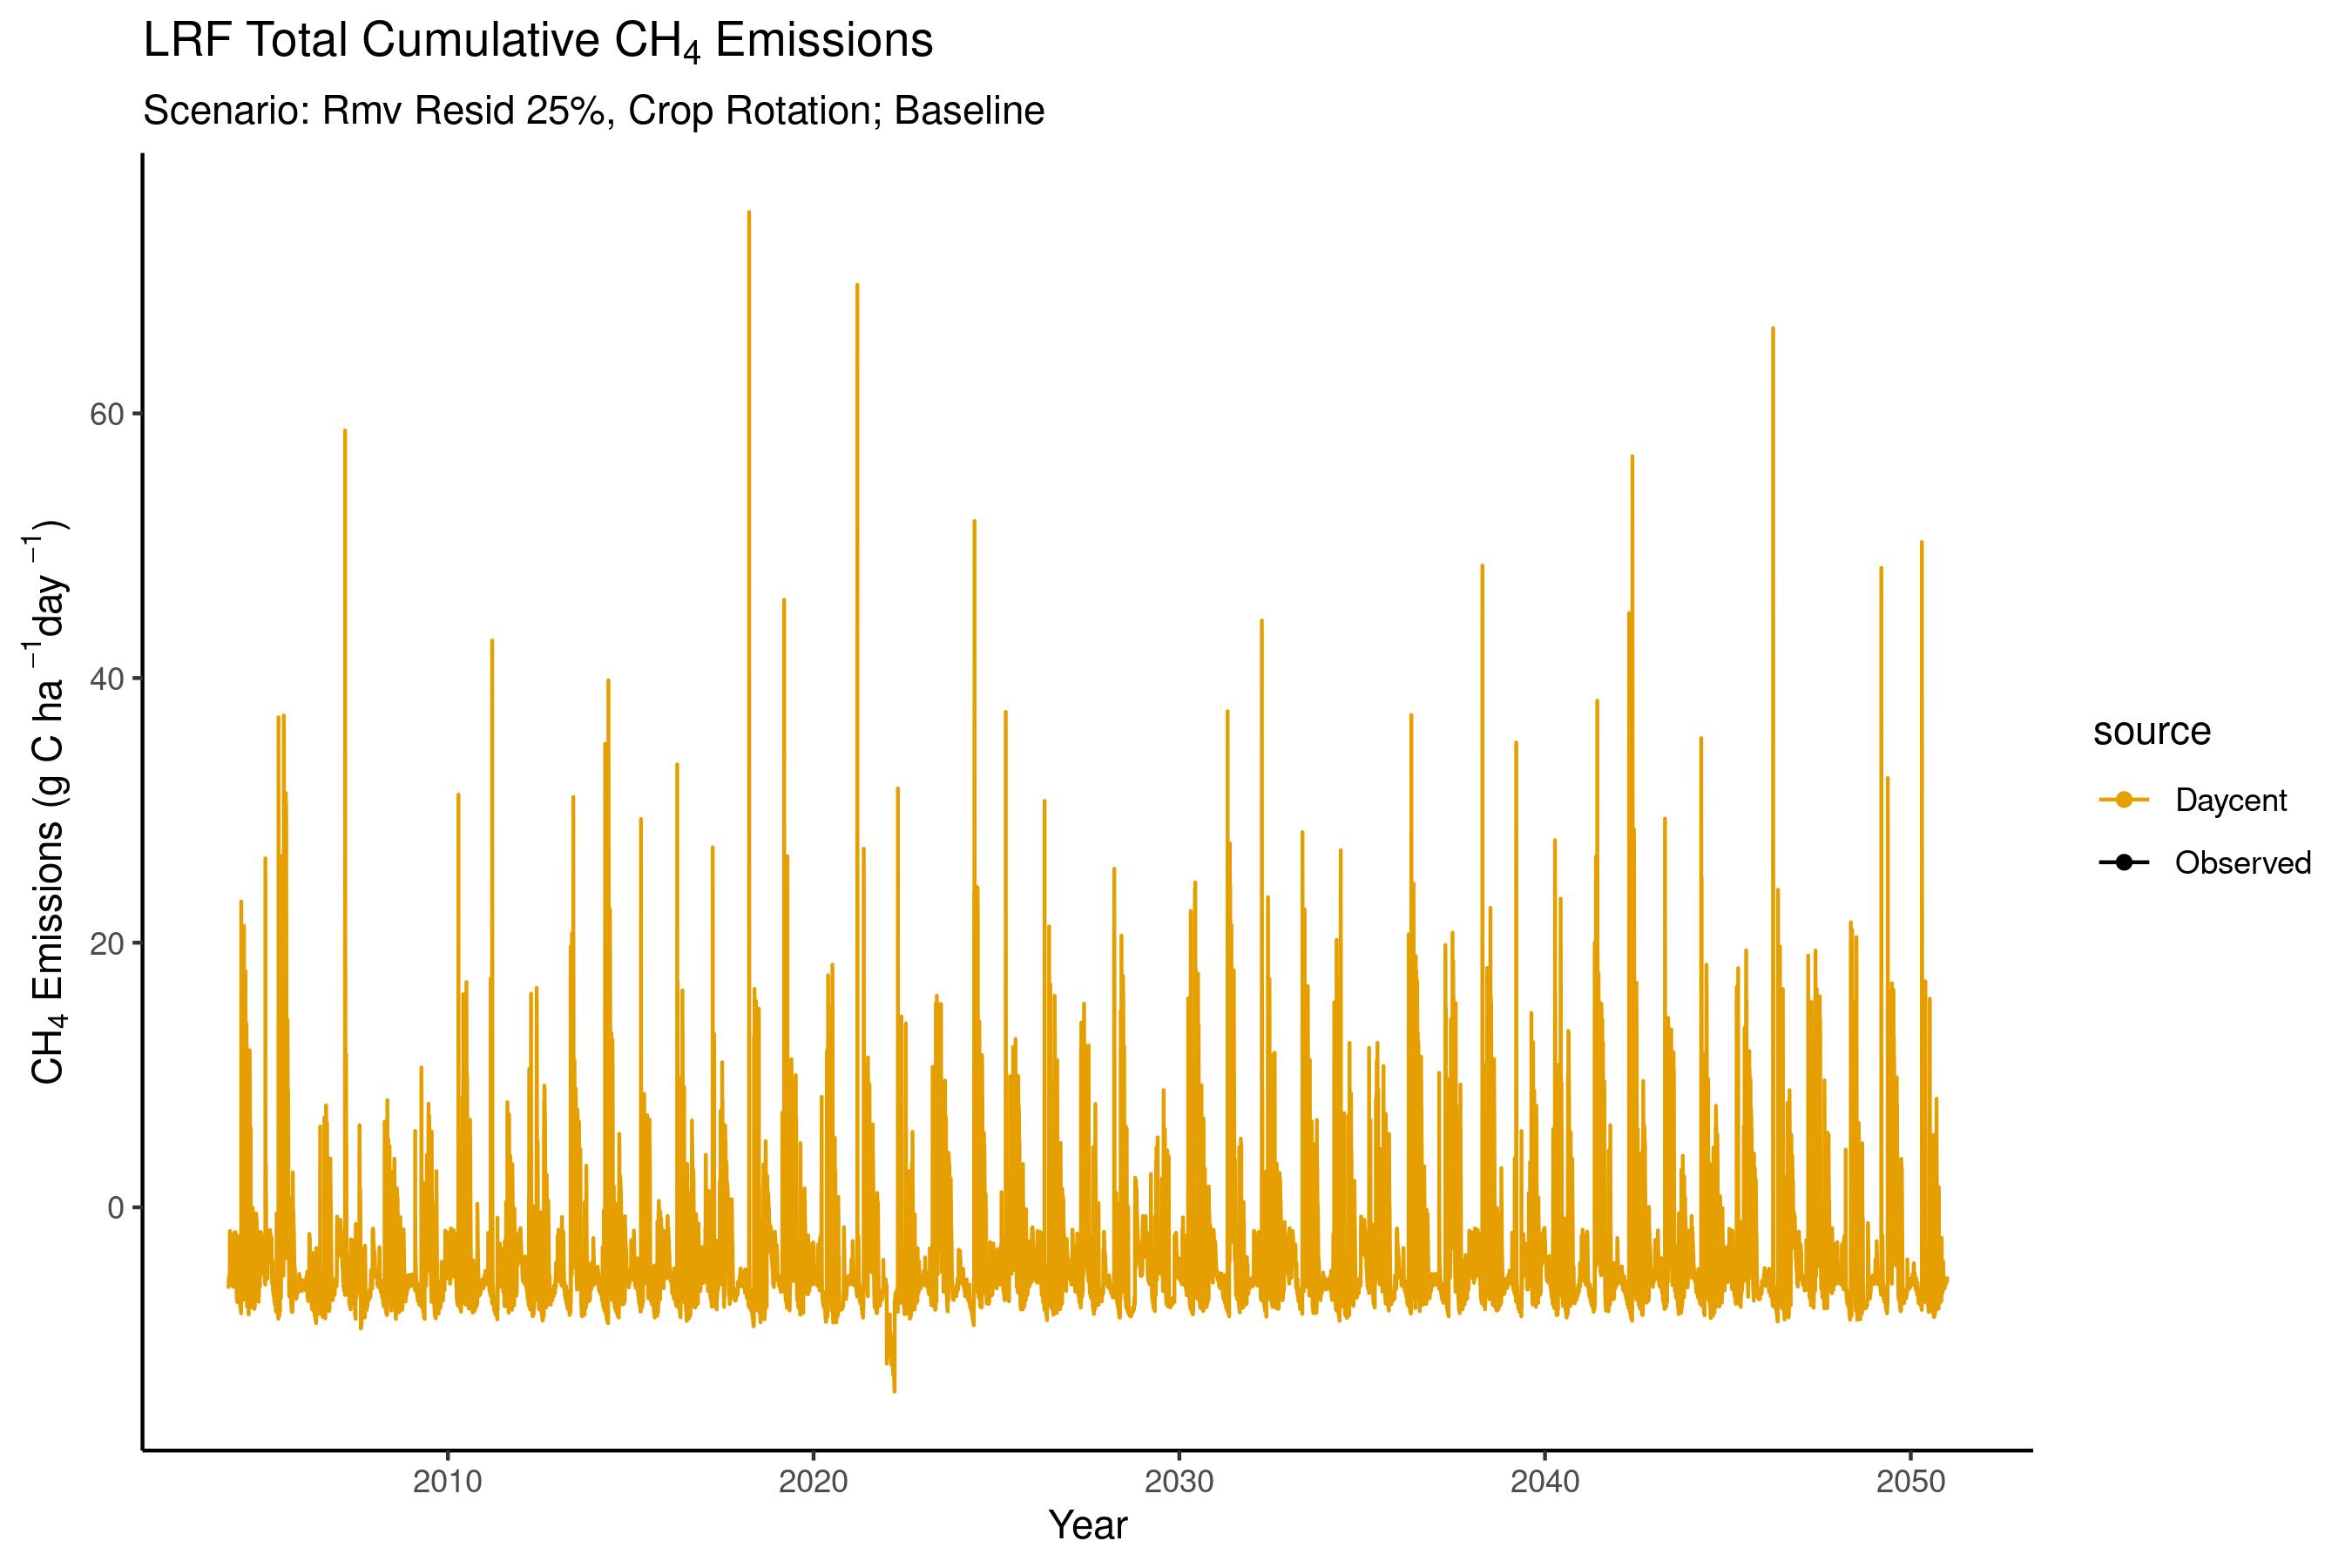 LRF Total Cumulative CH₄ Emissions
Scenario: Rmv Resid 25%, Crop Rotation; Baseline
CH₄ Emissions (g C ha ⁻¹day ⁻¹)
60
40
20
0
2010 2020 2030 2040 2050
Year
source
Daycent
Observed